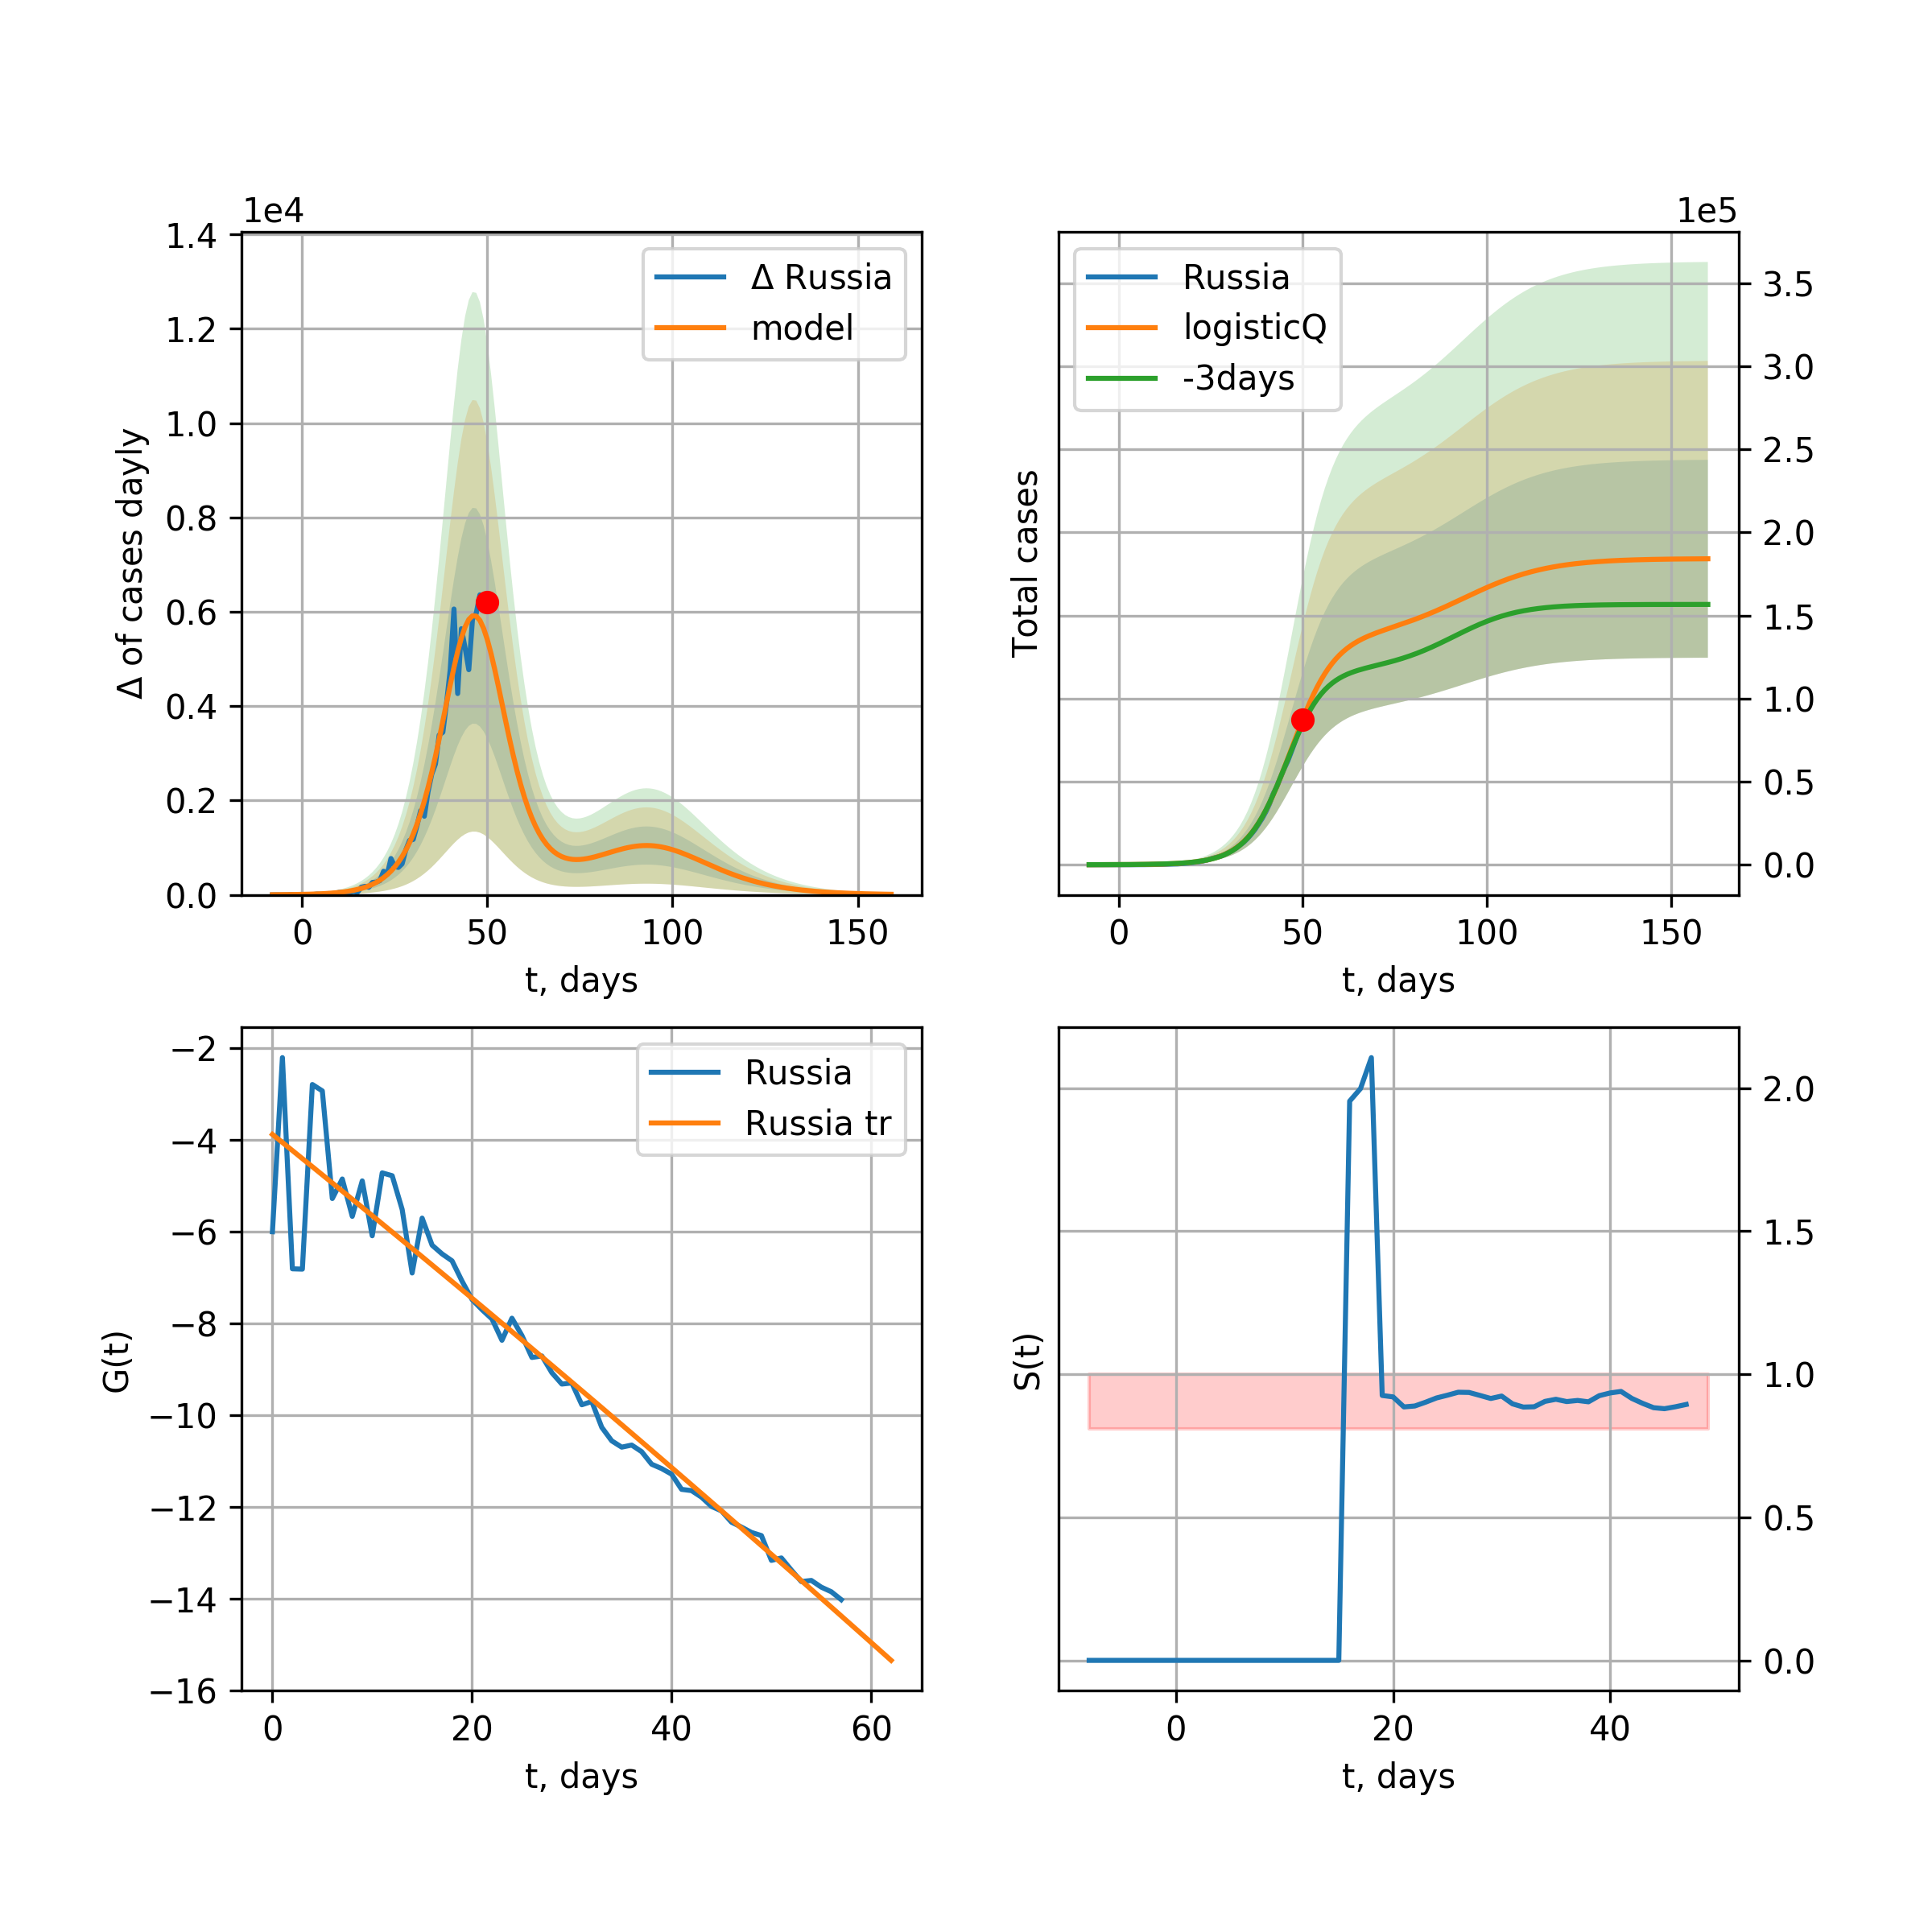 1e4
1.4
1.2
1.0
0.8
0.6
0.4
0.2
0.0
Δ of cases dayly
Δ Russia
model
0 50 100 150
t, days
1e5
Total cases
Russia
logisticQ
-3days
3.5
3.0
2.5
2.0
1.5
1.0
0.5
0.0
0 50 100 150
t, days
−2
−4
−6
−8
−10
−12
−14
−16
G(t)
Russia
Russia tr
0 20 40 60
t, days
S(t)
2.0
1.5
1.0
0.5
0.0
0 20 40
t, days